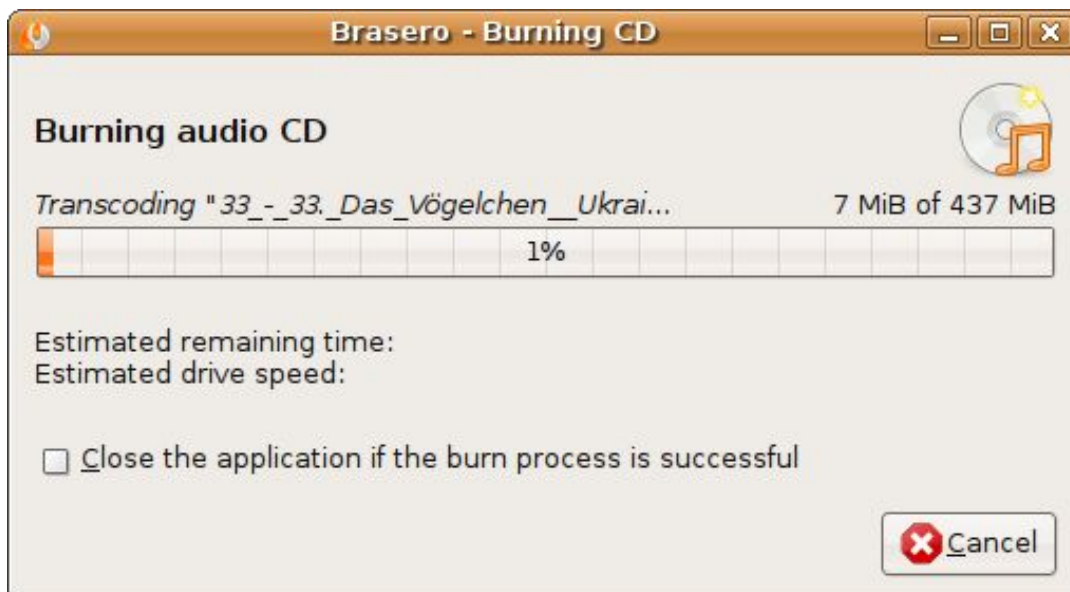 Brasero - Burning CD
Burning audio CD
Transcoding "33_-_33._Das_Vögelchen__Ukrai... 7 MiB of 437 MiB
1%
Estimated remaining time:
Estimated drive speed:
Close the application if the burn process is successful
Cancel